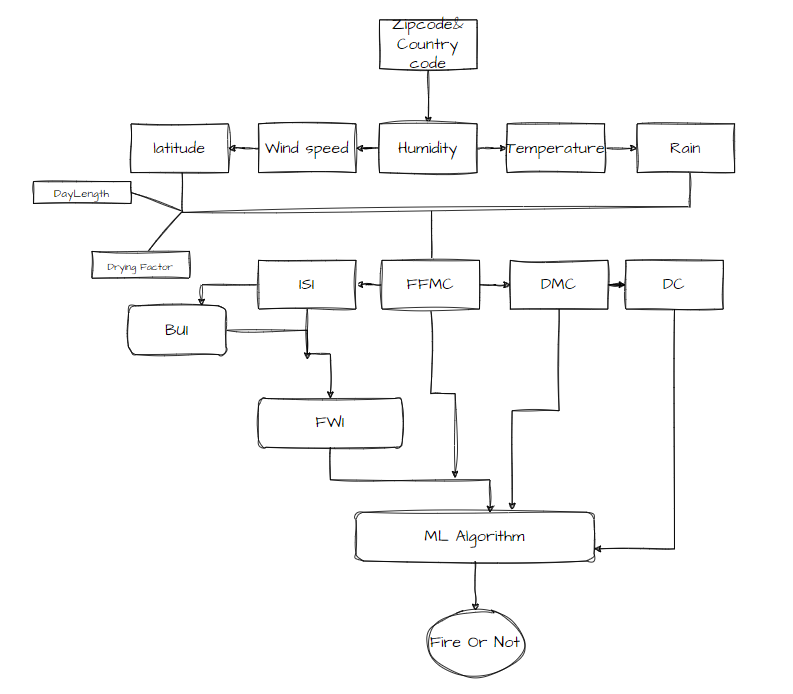 Zipcode&
Country
code
latitude
Wind speed
Humidity
Temperature
Rain
DayLength
Drying Factor
ISI
FFMC
DMC
DC
BUI
FWI
ML Algorithm
Fire Or Not